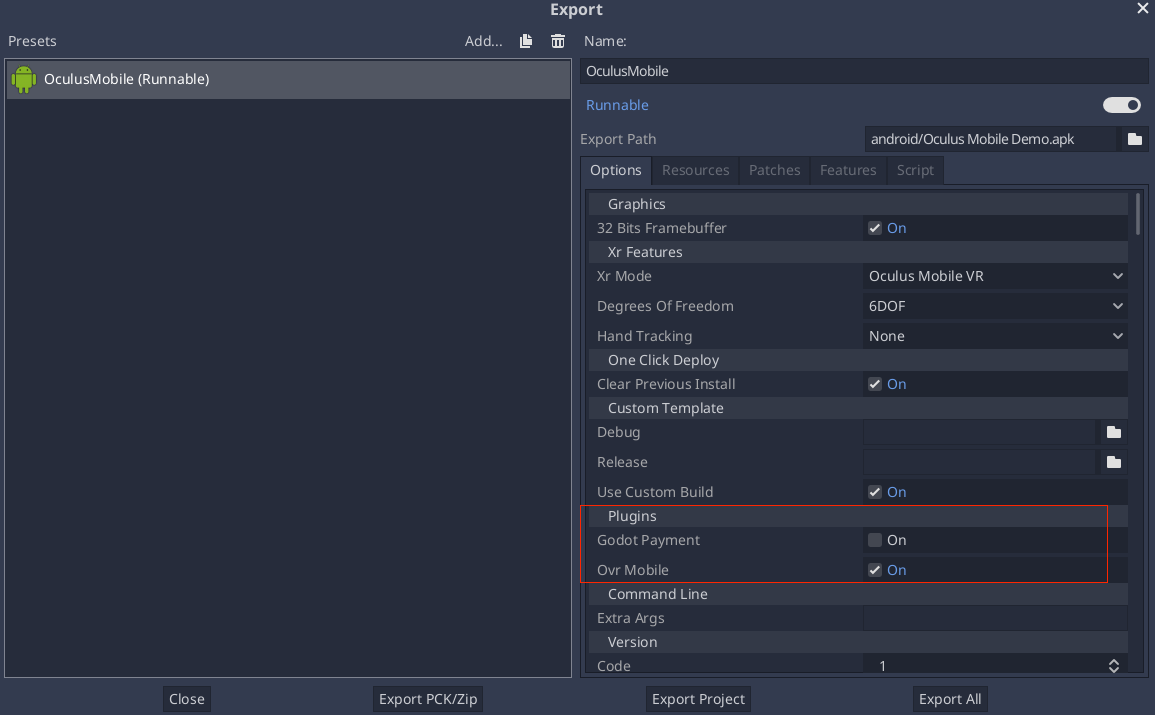 Export
Presets Add... Name:
OculusMobile (Runnable)
OculusMobile
Runnable
Export Path android/Oculus Mobile Demo.apk
Options Resources Patches Features Script
Graphics
32 Bits Framebuffer On
Xr Features
Xr Mode Oculus Mobile VR
Degrees Of Freedom 6DOF
Hand Tracking None
One Click Deploy
Clear Previous Install On
Custom Template
Debug
Release
Use Custom Build On
Plugins
Godot Payment On
Ovr Mobile On
Command Line
Extra Args
Version
Code 1
Close Export PCK/Zip Export Project Export All